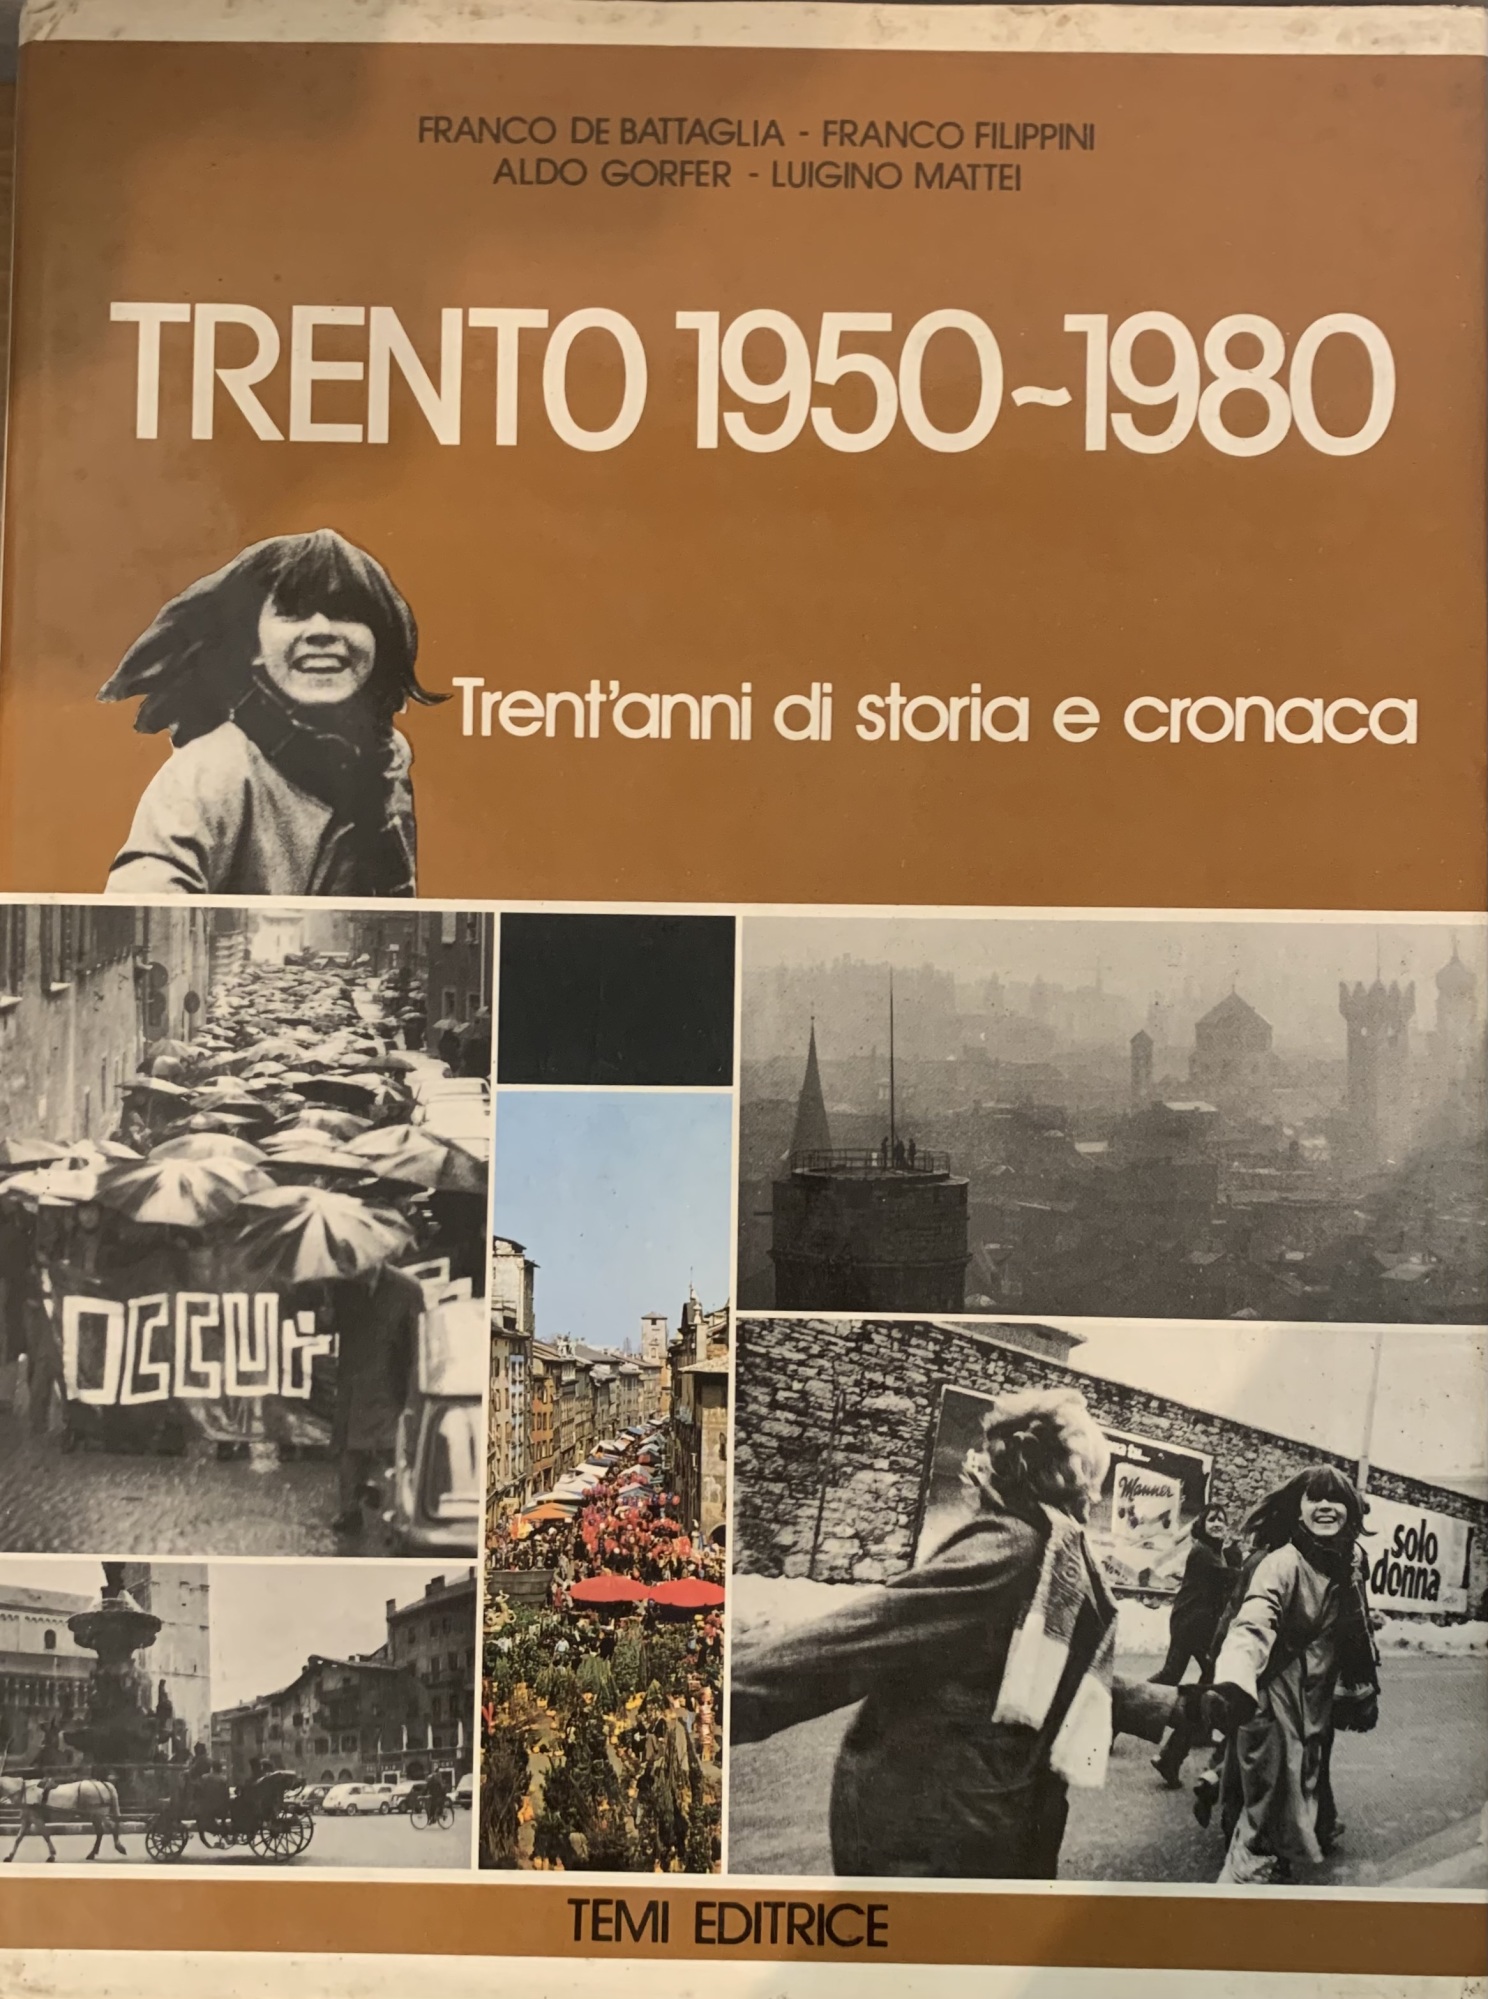 FRANCO DE BATTAGLIA - FRANCO FILIPPINI
ALDO GORFER - LUIGINO MATTEI
TRENTO 1950~1980
Trent'anni di storia e cronaca
OCCUP
Manner
solo
donna
TEMI EDITRICE